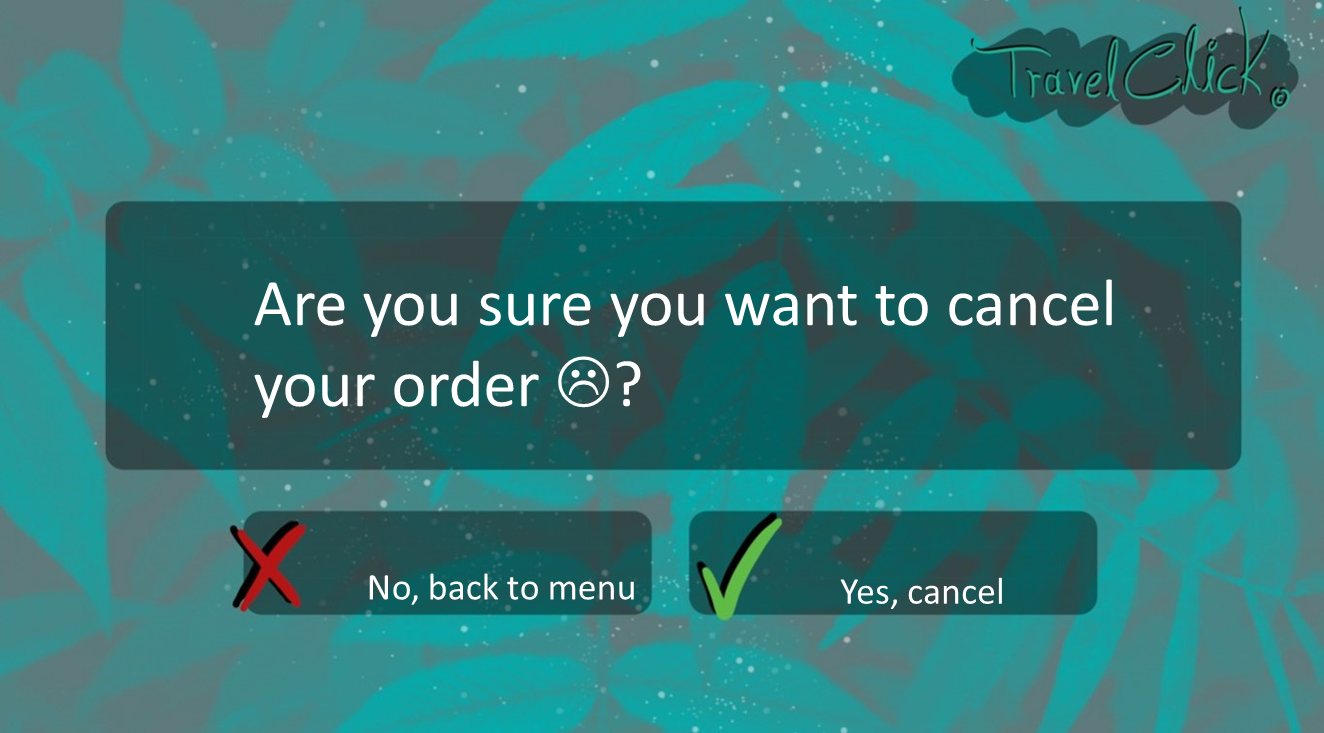 TravelClick©
Are you sure you want to cancel
your order ☹?
No, back to menu
Yes, cancel